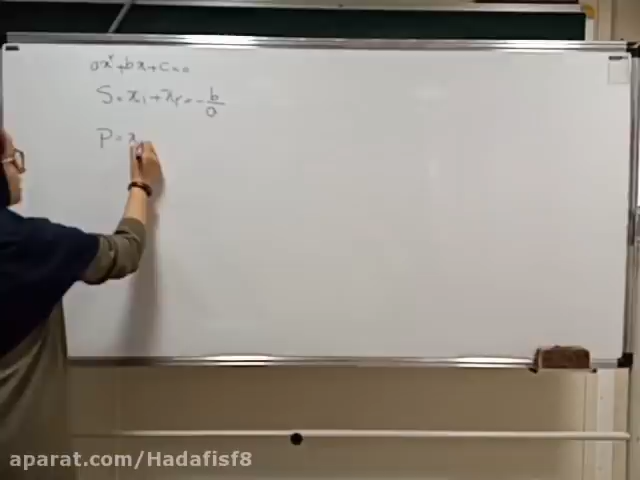 ax²+bx+c=0
S=x₁+x₂=-b/a
P=x
aparat.com/Hadafisf8